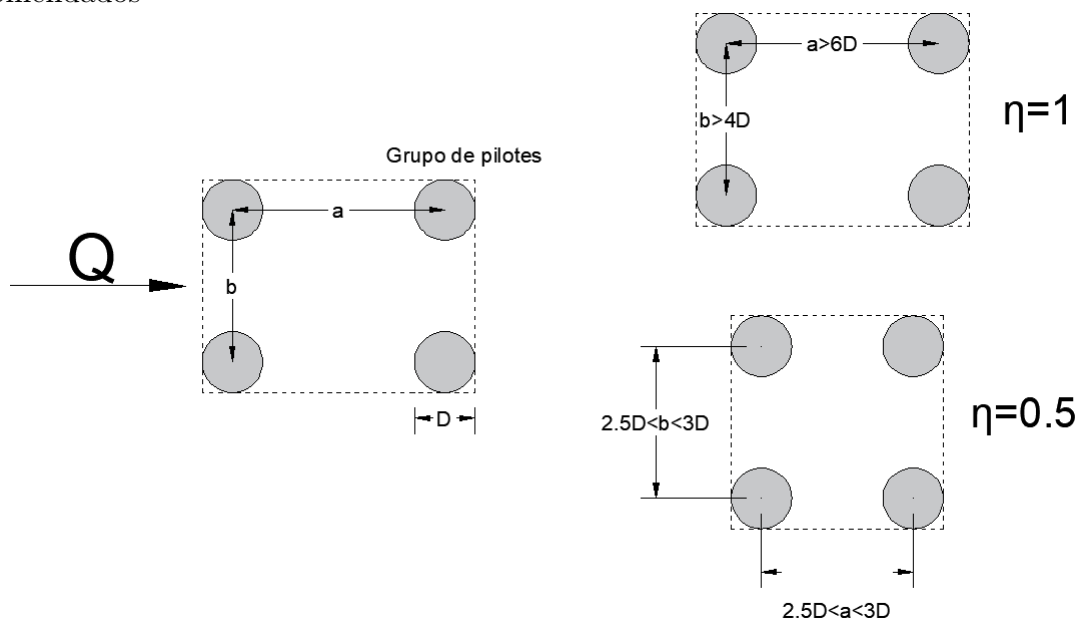 Grupo de pilotes
Q
a
b
D
a>6D
b>4D
η=1
2.5D<b<3D
η=0.5
2.5D<a<3D